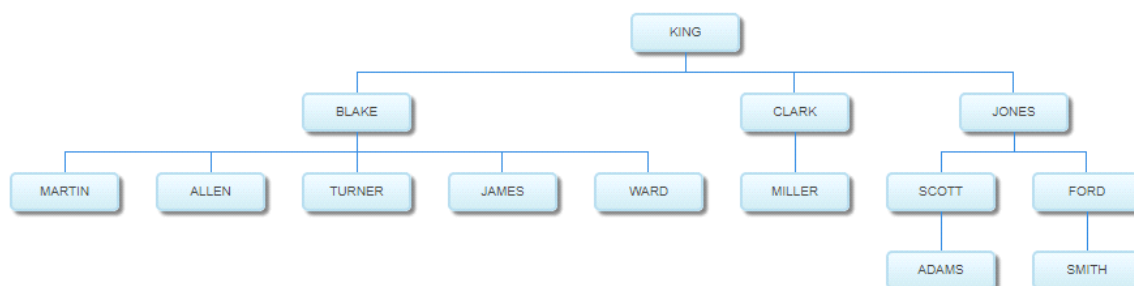 KING
BLAKE CLARK JONES
MARTIN ALLEN TURNER JAMES WARD MILLER SCOTT FORD
ADAMS SMITH